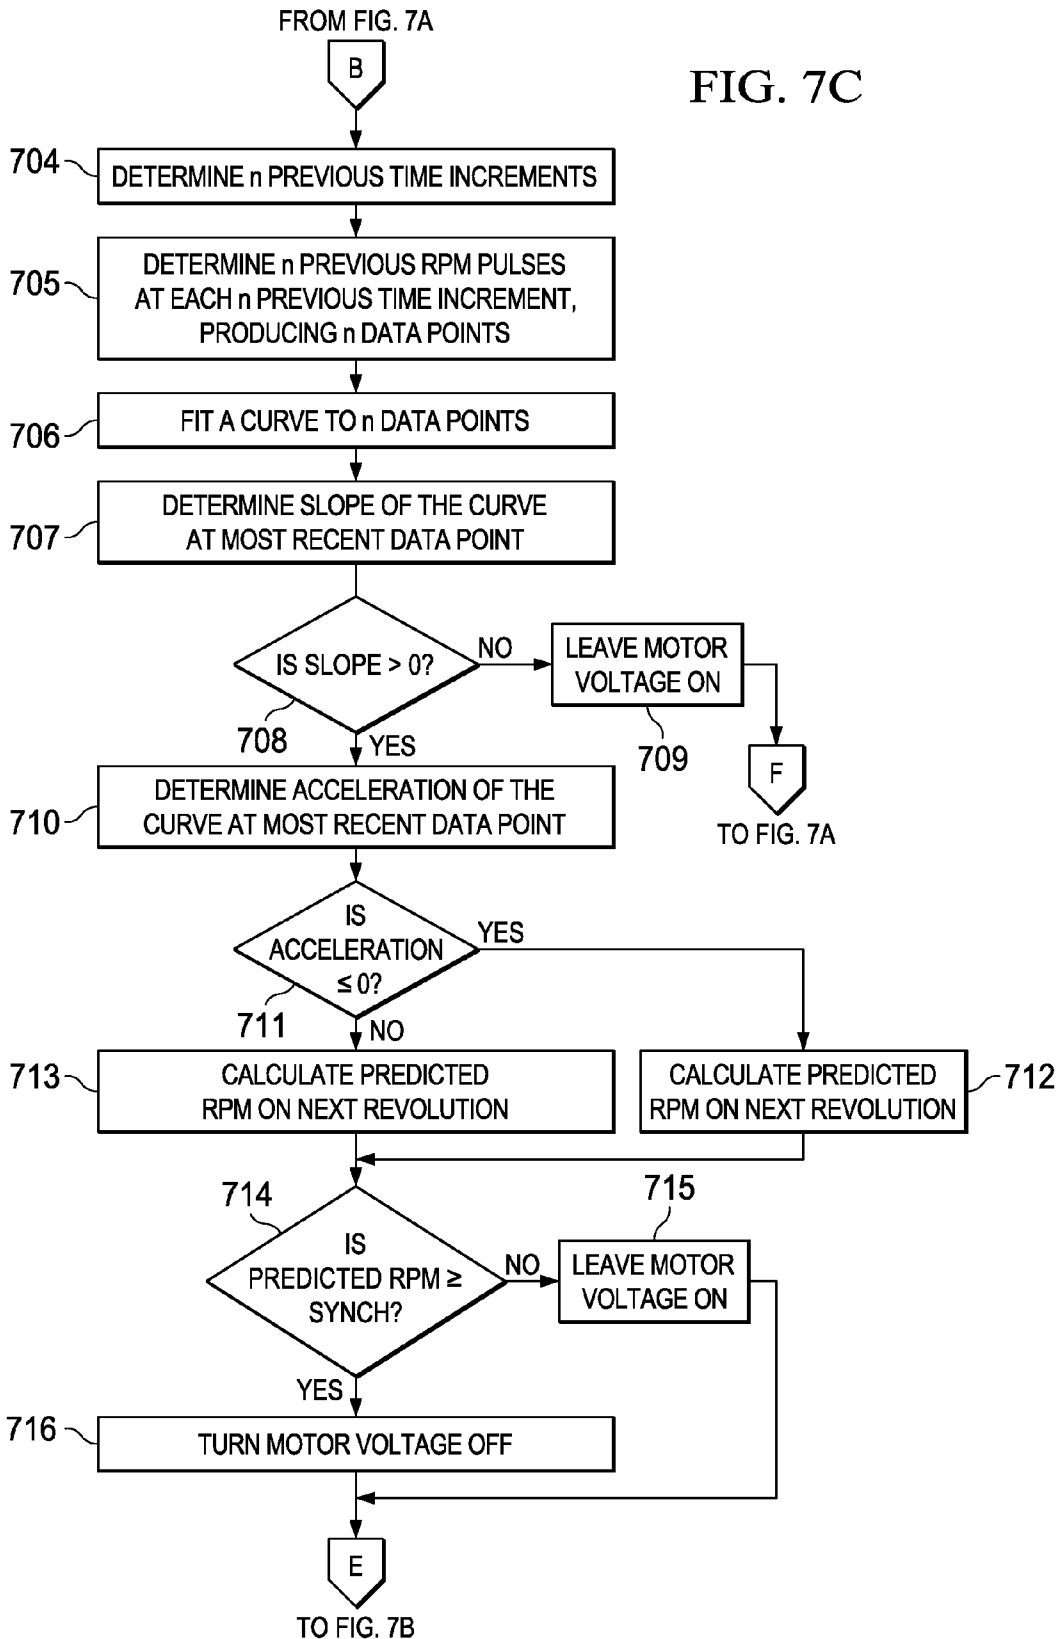 FROM FIG. 7A
B
FIG. 7C
704
DETERMINE n PREVIOUS TIME INCREMENTS
705
DETERMINE n PREVIOUS RPM PULSES
AT EACH n PREVIOUS TIME INCREMENT,
PRODUCING n DATA POINTS
706
FIT A CURVE TO n DATA POINTS
707
DETERMINE SLOPE OF THE CURVE
AT MOST RECENT DATA POINT
IS SLOPE > 0?
708
NO
LEAVE MOTOR
VOLTAGE ON
709
F
TO FIG. 7A
YES
710
DETERMINE ACCELERATION OF THE
CURVE AT MOST RECENT DATA POINT
IS
ACCELERATION
≤ 0?
711
YES
NO
713
CALCULATE PREDICTED
RPM ON NEXT REVOLUTION
CALCULATE PREDICTED
RPM ON NEXT REVOLUTION
712
714
IS
PREDICTED RPM ≥
SYNCH?
NO
715
LEAVE MOTOR
VOLTAGE ON
YES
716
TURN MOTOR VOLTAGE OFF
E
TO FIG. 7B